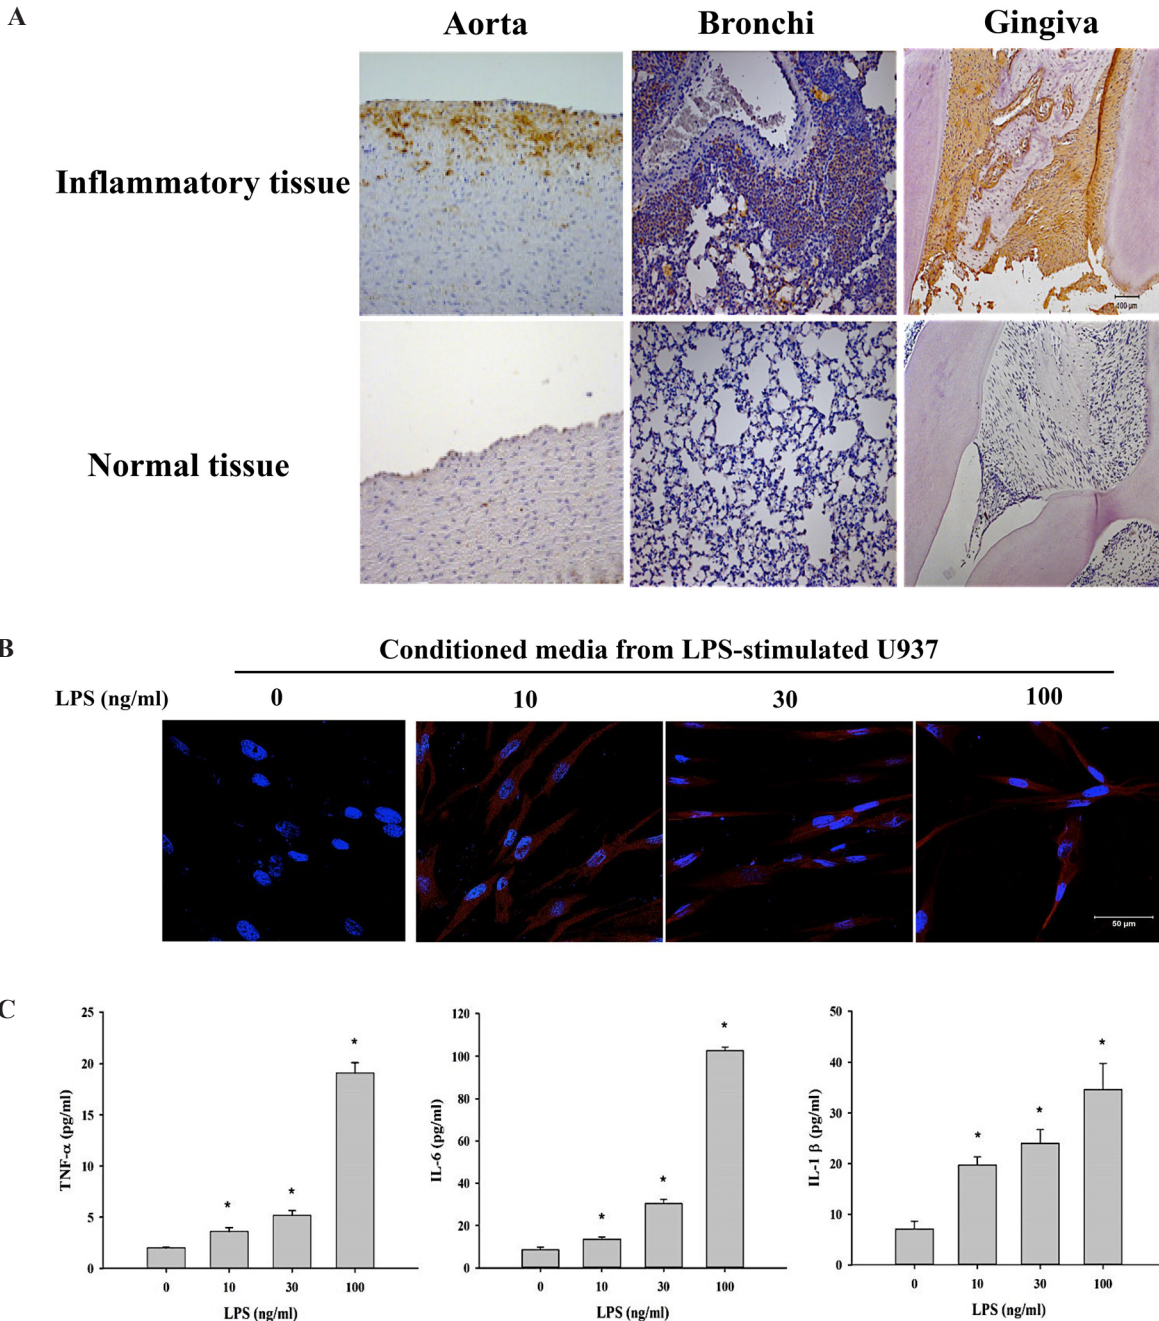 A
Aorta Bronchi Gingiva
Inflammatory tissue
400 µm
Normal tissue
B
Conditioned media from LPS-stimulated U937
LPS (ng/ml) 0 10 30 100
50 µm
C
25
20
15
10
5
0
TNF-α (pg/ml)
* * *
0 10 30 100
LPS (ng/ml)
120
100
80
60
40
20
0
IL-6 (pg/ml)
* * *
0 10 30 100
LPS (ng/ml)
50
40
30
20
10
0
IL-1 β (pg/ml)
* * *
0 10 30 100
LPS (ng/ml)